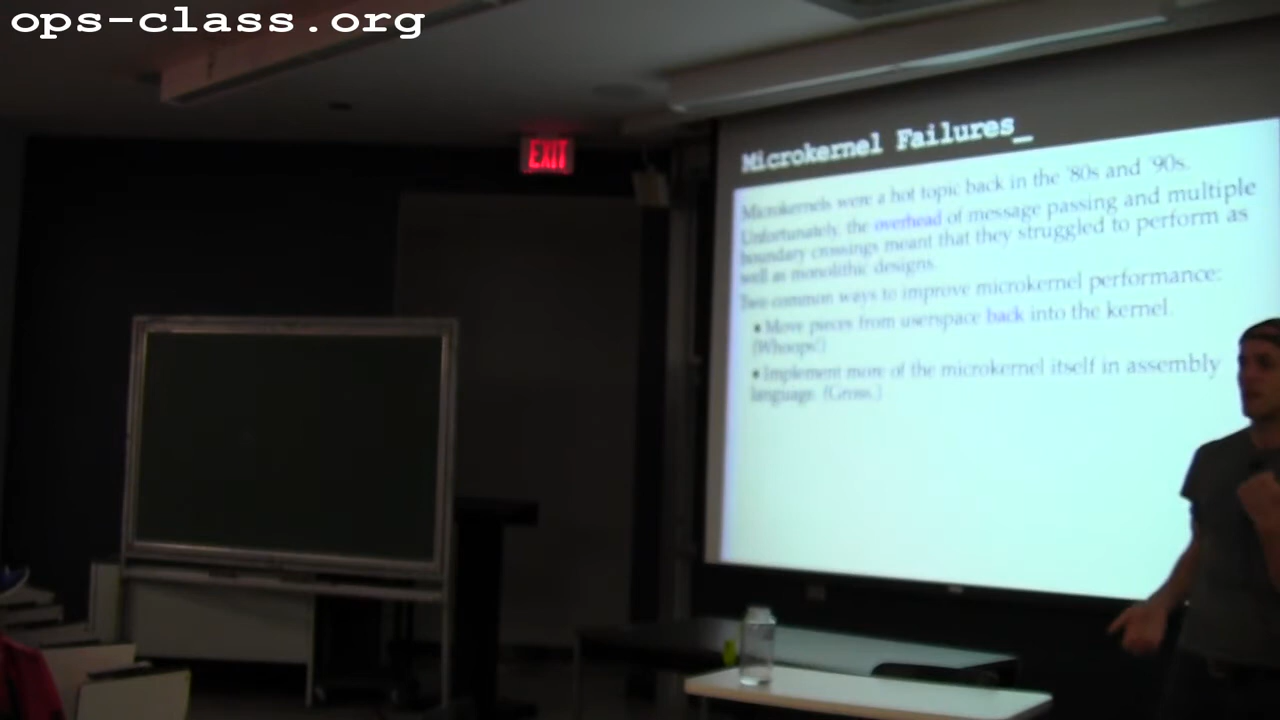 ops-class.org
EXIT
Microkernel Failures_
Microkernels were a hot topic back in the '80s and '90s.
Unfortunately, the overhead of message passing and multiple
boundary crossings meant that they struggled to perform as
well as monolithic designs.
Two common ways to improve microkernel performance:
• Move pieces from userspace back into the kernel.
(Whoops!)
• Implement more of the microkernel itself in assembly
language. (Gross.)